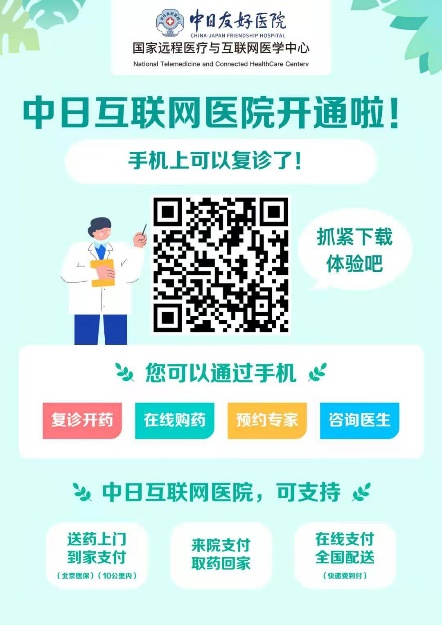 中日友好医院
CHINA-JAPAN FRIENDSHIP HOSPITAL
国家远程医疗与互联网医学中心
National Telemedicine and Connected HealthCare Center
中日互联网医院开通啦！
手机上可以复诊了！
抓紧下载
体验吧
您可以通过手机
复诊开药
在线购药
预约专家
咨询医生
中日互联网医院，可支持
送药上门
到家支付
（北京医保）（10公里内）
来院支付
取药回家
在线支付
全国配送
（快递费到付）